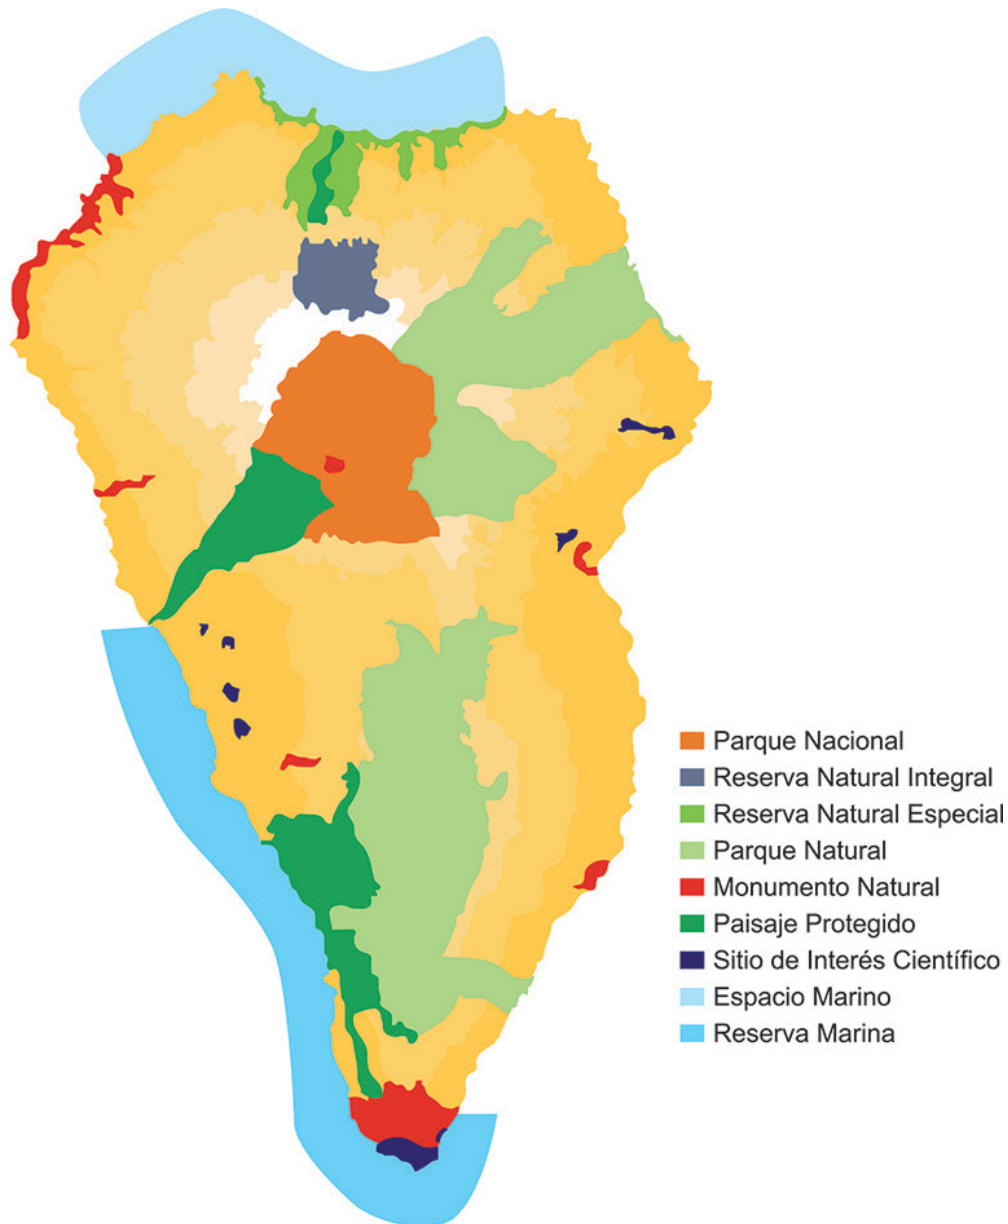 Parque Nacional
Reserva Natural Integral
Reserva Natural Especial
Parque Natural
Monumento Natural
Paisaje Protegido
Sitio de Interés Científico
Espacio Marino
Reserva Marina